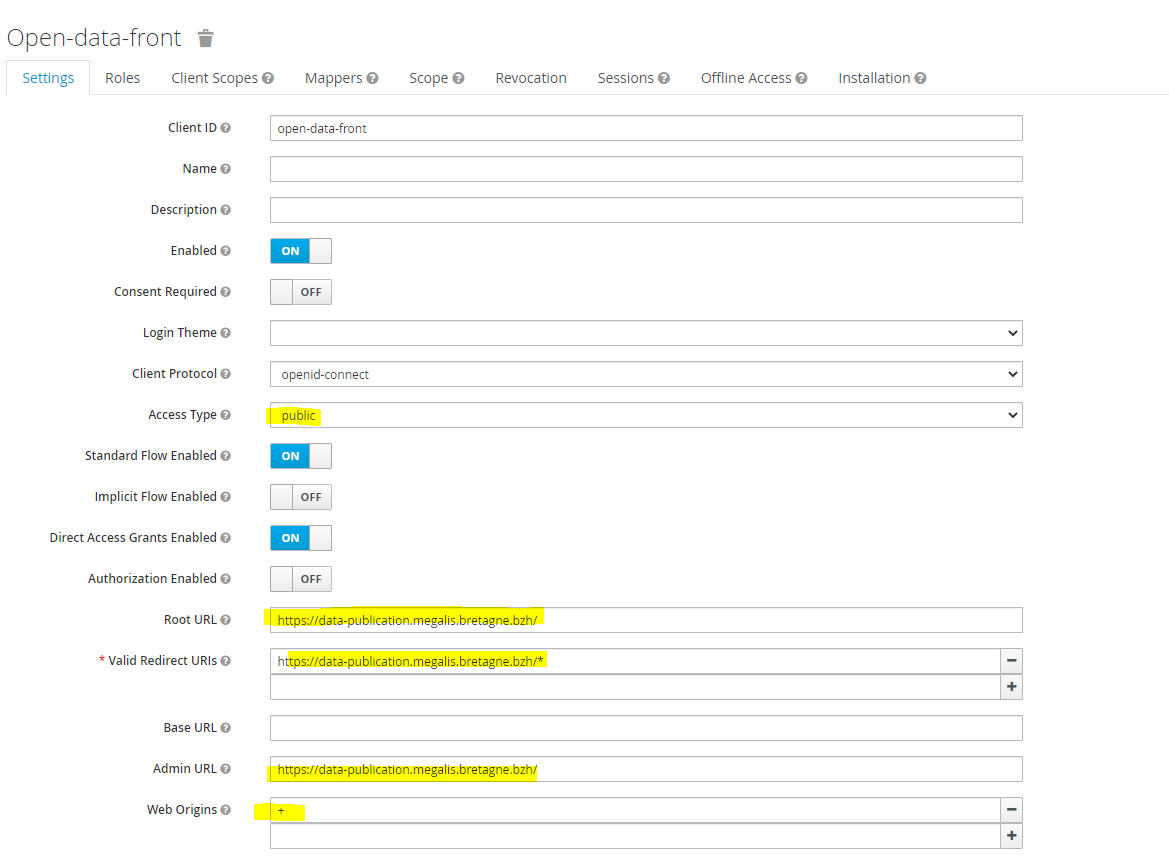 Open-data-front
Settings Roles Client Scopes Mappers Scope Revocation Sessions Offline Access Installation
Client ID open-data-front
Name
Description
Enabled ON
Consent Required OFF
Login Theme
Client Protocol openid-connect
Access Type public
Standard Flow Enabled ON
Implicit Flow Enabled OFF
Direct Access Grants Enabled ON
Authorization Enabled OFF
Root URL https://data-publication.megalis.bretagne.bzh/
* Valid Redirect URIs https://data-publication.megalis.bretagne.bzh/*
Base URL
Admin URL https://data-publication.megalis.bretagne.bzh/
Web Origins +